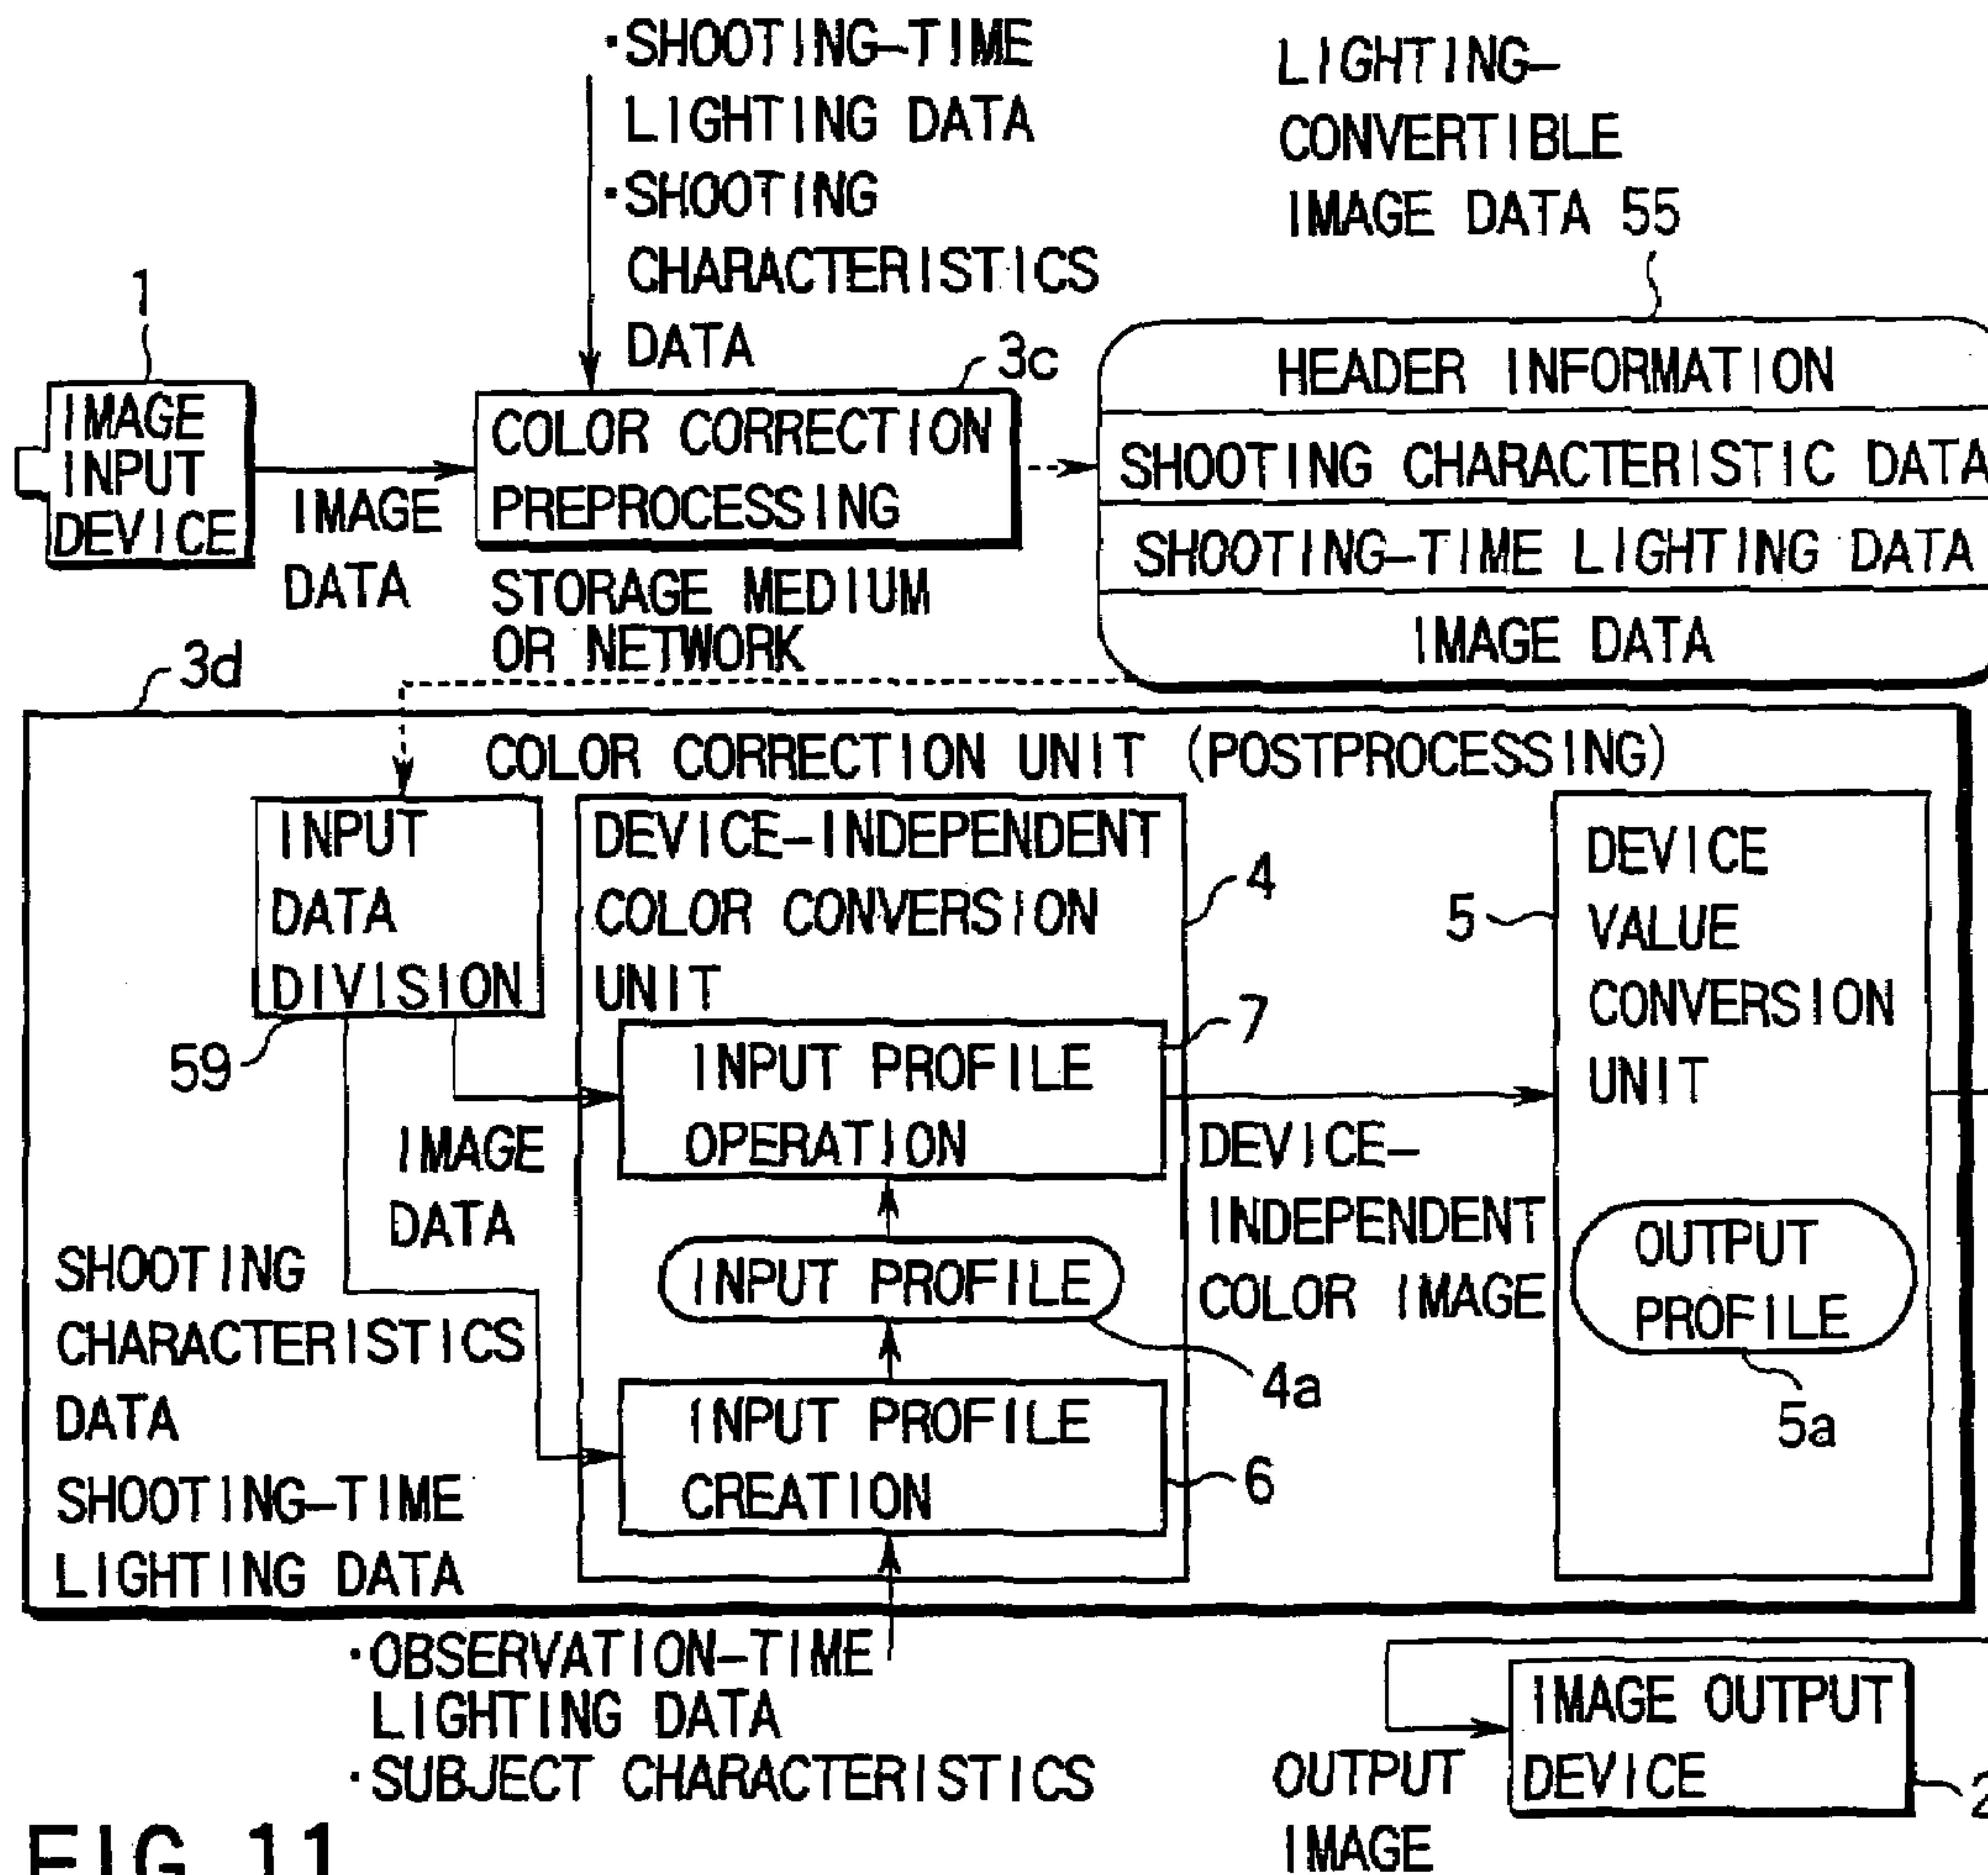 ·SHOOTING-TIME
LIGHTING DATA
·SHOOTING
CHARACTERISTICS
DATA
LIGHTING-
CONVERTIBLE
IMAGE DATA 55
1
IMAGE
INPUT
DEVICE
IMAGE
DATA
3c
COLOR CORRECTION
PREPROCESSING
STORAGE MEDIUM
OR NETWORK
HEADER INFORMATION
SHOOTING CHARACTERISTIC DATA
SHOOTING-TIME LIGHTING DATA
IMAGE DATA
3d
COLOR CORRECTION UNIT (POSTPROCESSING)
INPUT
DATA
DIVISION
59
DEVICE-INDEPENDENT
COLOR CONVERSION
UNIT
4
INPUT PROFILE
OPERATION
7
IMAGE
DATA
INPUT PROFILE
4a
INPUT PROFILE
CREATION
6
SHOOTING
CHARACTERISTICS
DATA
SHOOTING-TIME
LIGHTING DATA
DEVICE-
INDEPENDENT
COLOR IMAGE
5
DEVICE
VALUE
CONVERSION
UNIT
OUTPUT
PROFILE
5a
·OBSERVATION-TIME
LIGHTING DATA
·SUBJECT CHARACTERISTICS
OUTPUT
IMAGE
IMAGE OUTPUT
DEVICE
2
FIG 11